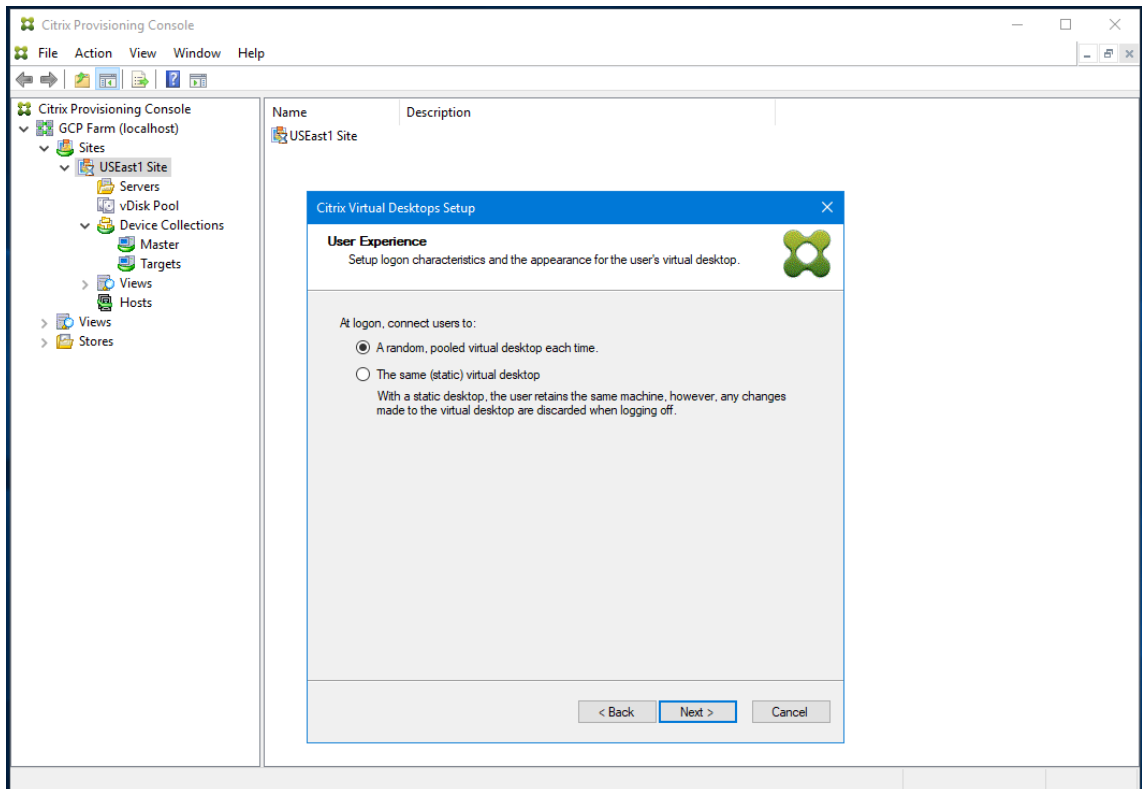 Citrix Provisioning Console
File Action View Window Help
Citrix Provisioning Console
GCP Farm (localhost)
Sites
USEast1 Site
Servers
vDisk Pool
Device Collections
Master
Targets
Views
Hosts
Views
Stores
Name Description
USEast1 Site
Citrix Virtual Desktops Setup
User Experience
Setup logon characteristics and the appearance for the user's virtual desktop.
At logon, connect users to:
A random, pooled virtual desktop each time.
The same (static) virtual desktop
With a static desktop, the user retains the same machine, however, any changes
made to the virtual desktop are discarded when logging off.
< Back Next > Cancel